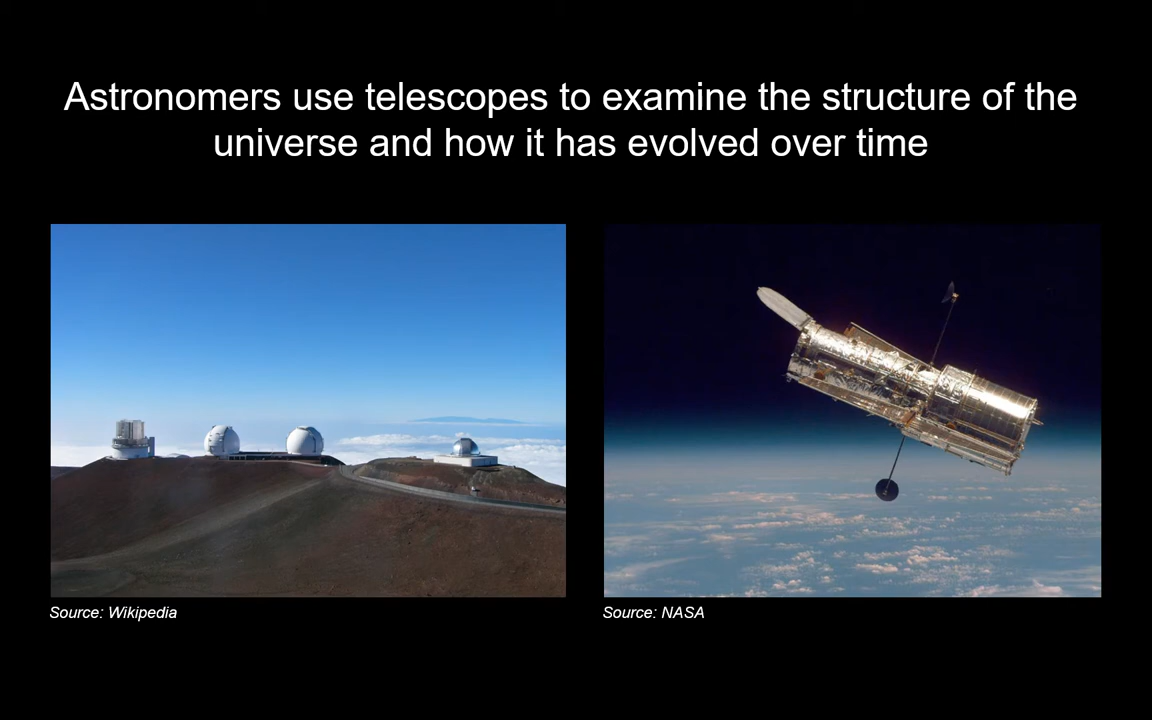 Astronomers use telescopes to examine the structure of the
universe and how it has evolved over time
Source: Wikipedia
Source: NASA